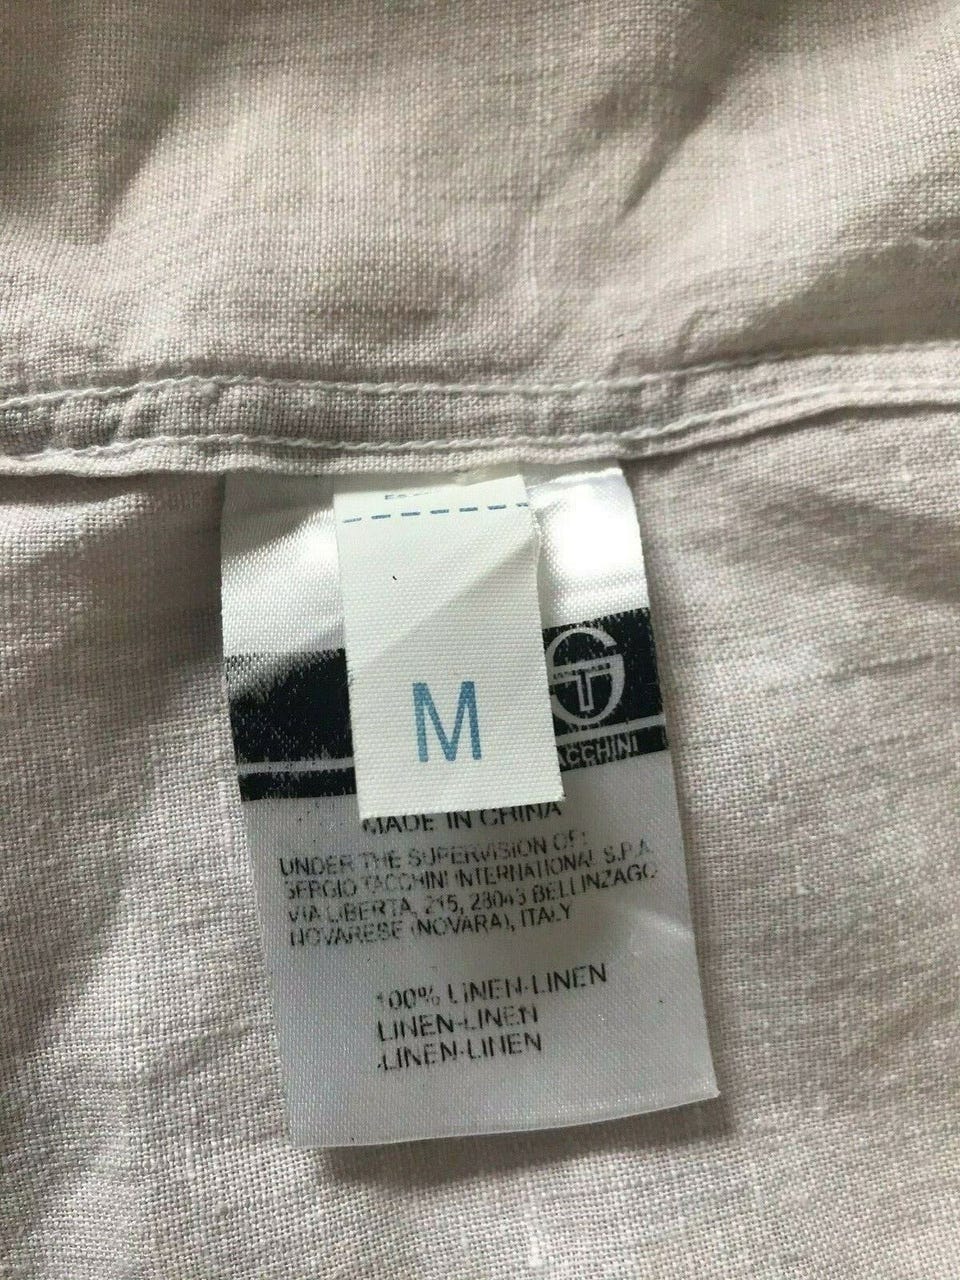 M
TACCHINI
MADE IN CHINA
UNDER THE SUPERVISION OF:
SERGIO TACCHINI INTERNATIONAL S.P.A.
VIA LIBERTA, 215, 28043 BELLINZAGO
NOVARESE (NOVARA), ITALY
100% LINEN-LINEN
LINEN-LINEN
LINEN-LINEN